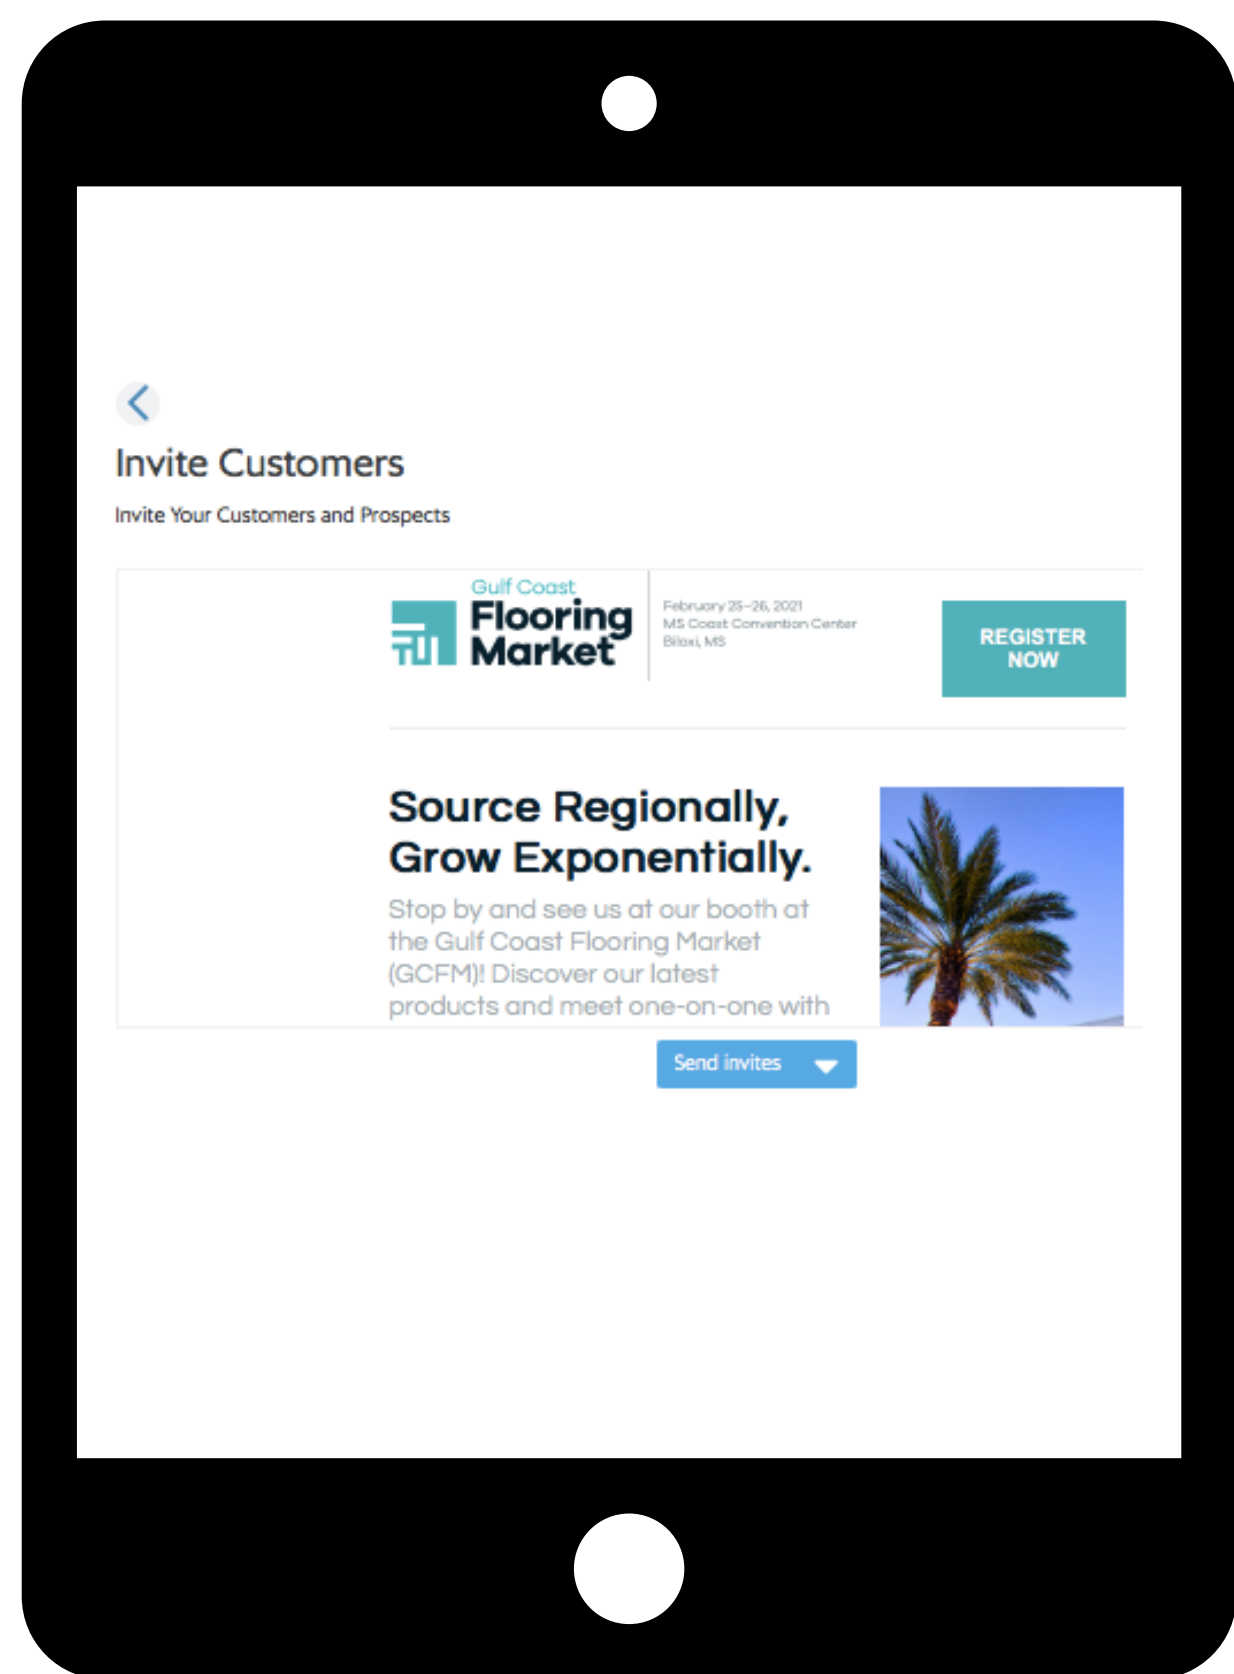 Invite Customers
Invite Your Customers and Prospects
Gulf Coast
Flooring
Market
February 25–26, 2021
MS Coast Convention Center
Biloxi, MS
REGISTER
NOW
Source Regionally,
Grow Exponentially.
Stop by and see us at our booth at
the Gulf Coast Flooring Market
(GCFM)! Discover our latest
products and meet one-on-one with
Send invites